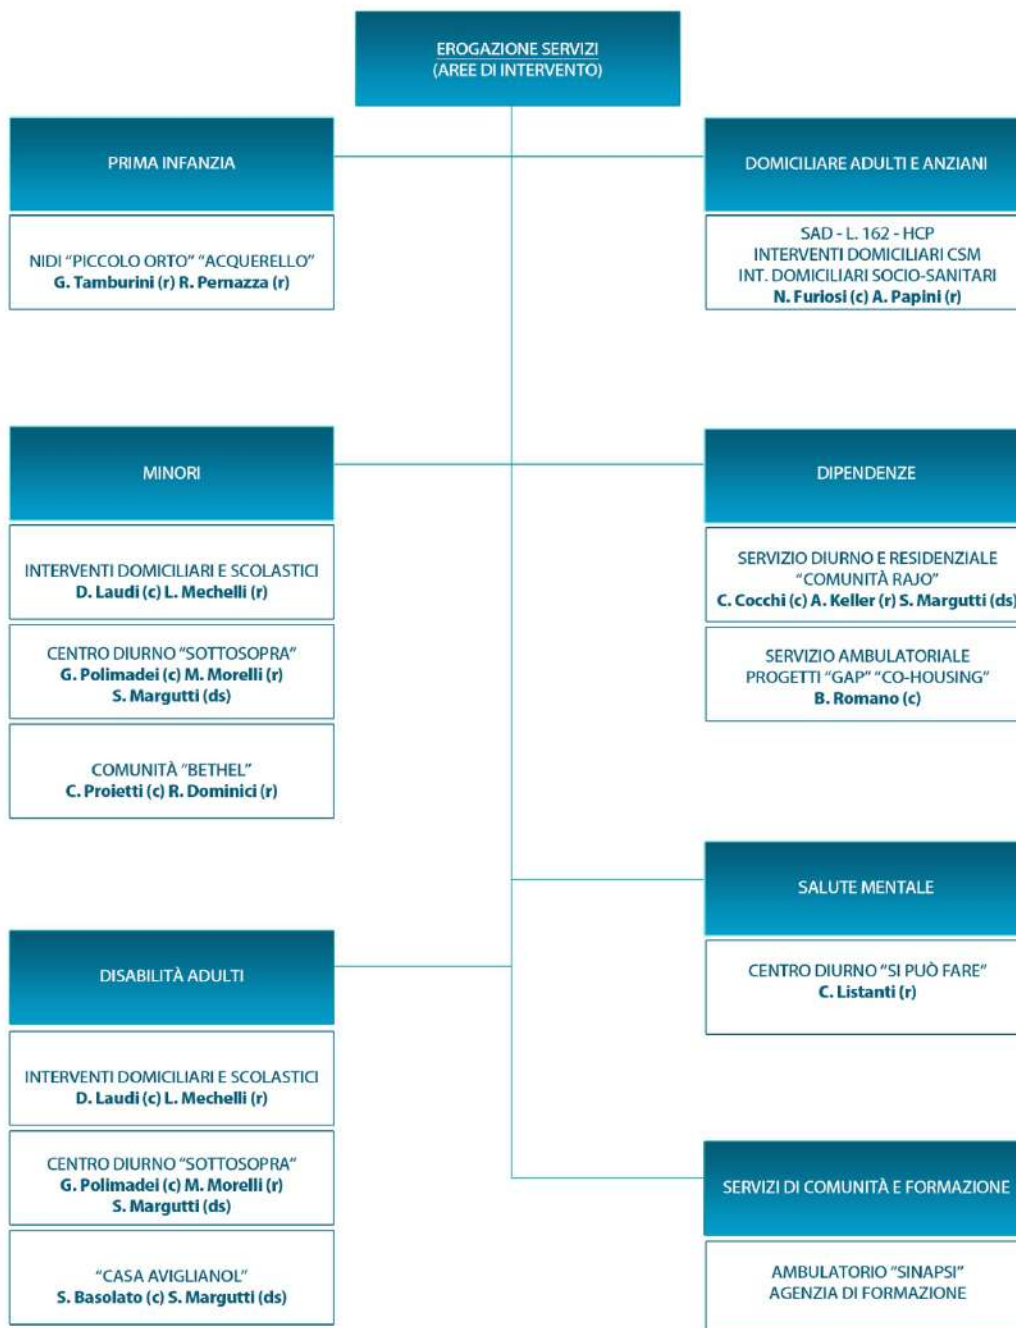 EROGAZIONE SERVIZI
(AREE DI INTERVENTO)
PRIMA INFANZIA
NIDI "PICCOLO ORTO" "ACQUERELLO"
G. Tamburini (r) R. Pernazza (r)
DOMICILIARE ADULTI E ANZIANI
SAD - L. 162 - HCP
INTERVENTI DOMICILIARI CSM
INT. DOMICILIARI SOCIO-SANITARI
N. Furiosi (c) A. Papini (r)
MINORI
INTERVENTI DOMICILIARI E SCOLASTICI
D. Laudi (c) L. Mechelli (r)
CENTRO DIURNO "SOTTOSOPRA"
G. Polimadei (c) M. Morelli (r)
S. Margutti (ds)
COMUNITÀ "BETHEL"
C. Proietti (c) R. Dominici (r)
DIPENDENZE
SERVIZIO DIURNO E RESIDENZIALE
"COMUNITÀ RAJO"
C. Cocchi (c) A. Keller (r) S. Margutti (ds)
SERVIZIO AMBULATORIALE
PROGETTI "GAP" "CO-HOUSING"
B. Romano (c)
SALUTE MENTALE
CENTRO DIURNO "SI PUÒ FARE"
C. Listanti (r)
DISABILITÀ ADULTI
INTERVENTI DOMICILIARI E SCOLASTICI
D. Laudi (c) L. Mechelli (r)
CENTRO DIURNO "SOTTOSOPRA"
G. Polimadei (c) M. Morelli (r)
S. Margutti (ds)
"CASA AVIGLIANOL"
S. Basolato (c) S. Margutti (ds)
SERVIZI DI COMUNITÀ E FORMAZIONE
AMBULATORIO "SINAPSI"
AGENZIA DI FORMAZIONE